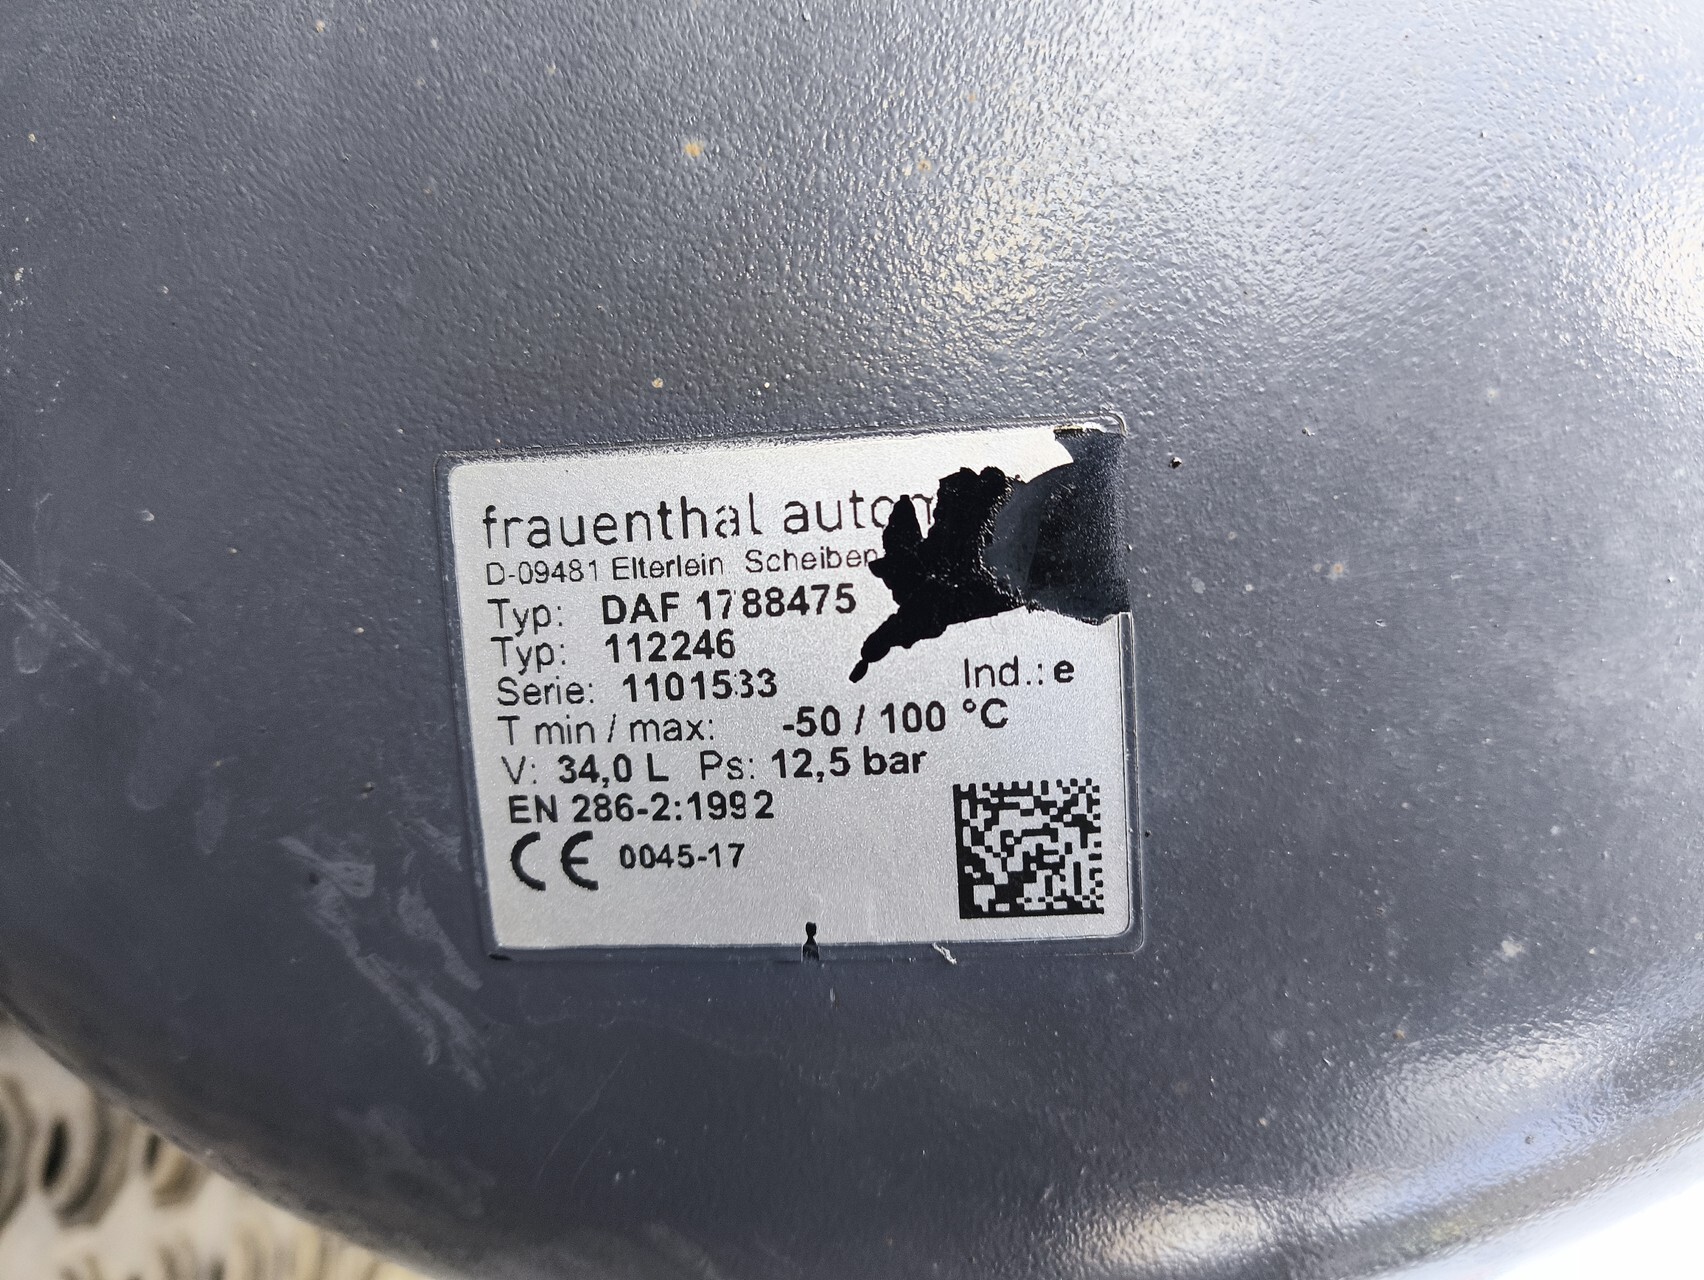 frauenthal autom
D-09481 Elterlein Scheiben
Typ: DAF 1788475
Typ: 112246
Serie: 1101533 Ind.: e
T min / max: -50 / 100 °C
V: 34,0 L Ps: 12,5 bar
EN 286-2:1992
CE 0045-17